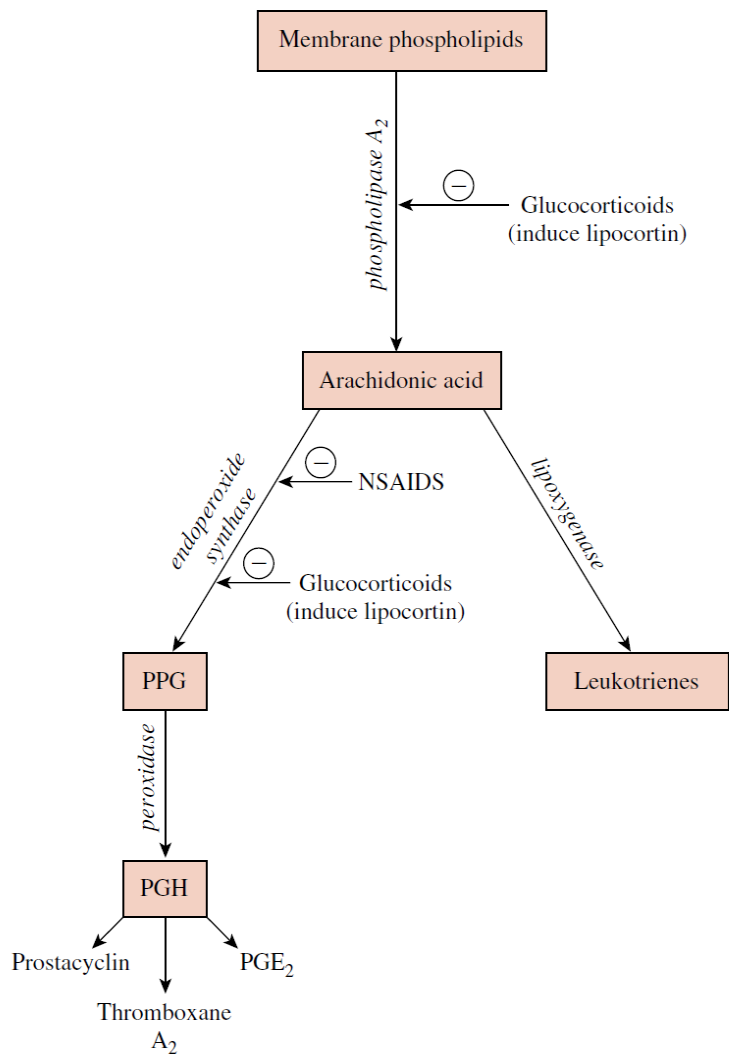 Membrane phospholipids
phospholipase A2
−
Glucocorticoids
(induce lipocortin)
Arachidonic acid
endoperoxide
synthase
−
NSAIDS
lipoxygenase
−
Glucocorticoids
(induce lipocortin)
PPG
Leukotrienes
peroxidase
PGH
Prostacyclin
PGE2
Thromboxane
A2